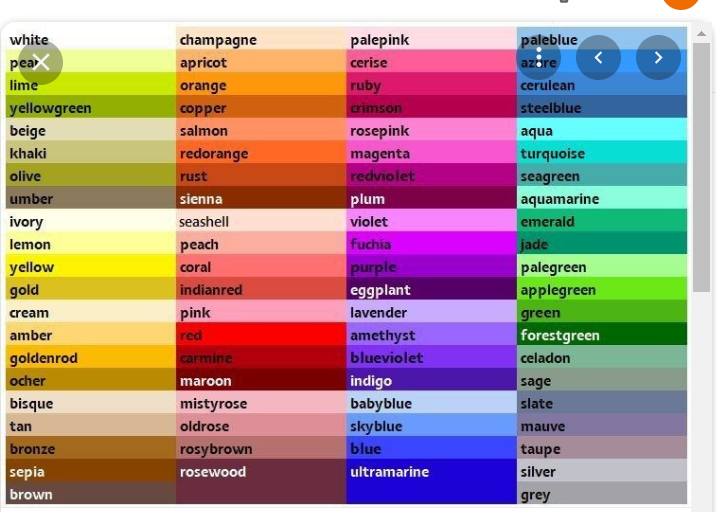 white
champagne
palepink
paleblue
pear
apricot
cerise
azure
lime
orange
ruby
cerulean
yellowgreen
copper
crimson
steelblue
beige
salmon
rosepink
aqua
khaki
redorange
magenta
turquoise
olive
rust
redviolet
seagreen
umber
sienna
plum
aquamarine
ivory
seashell
violet
emerald
lemon
peach
fuchia
jade
yellow
coral
purple
palegreen
gold
indianred
eggplant
applegreen
cream
pink
lavender
green
amber
red
amethyst
forestgreen
goldenrod
carmine
blueviolet
celadon
ocher
maroon
indigo
sage
bisque
mistyrose
babyblue
slate
tan
oldrose
skyblue
mauve
bronze
rosybrown
blue
taupe
sepia
rosewood
ultramarine
silver
brown
grey